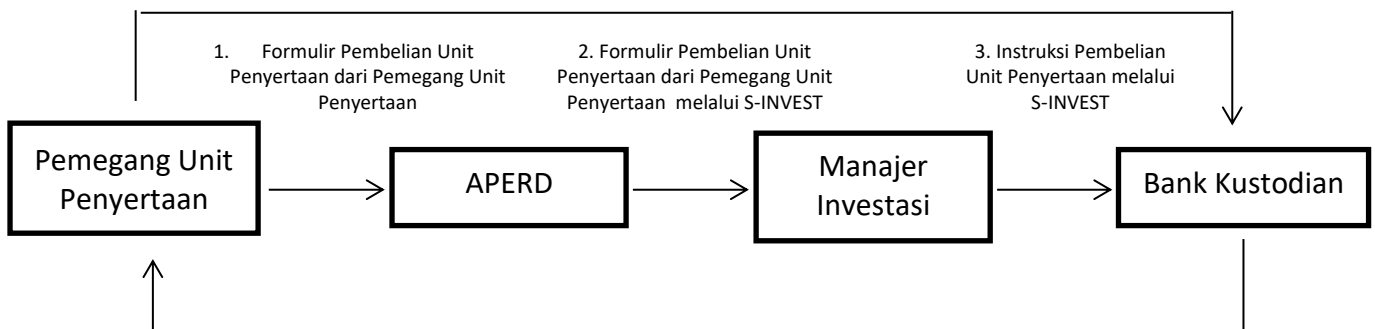 1. Formulir Pembelian Unit
Penyertaan dari Pemegang Unit
Penyertaan
2. Formulir Pembelian Unit
Penyertaan dari Pemegang Unit
Penyertaan melalui S-INVEST
3. Instruksi Pembelian
Unit Penyertaan melalui
S-INVEST
Pemegang Unit
Penyertaan
APERD
Manajer
Investasi
Bank Kustodian